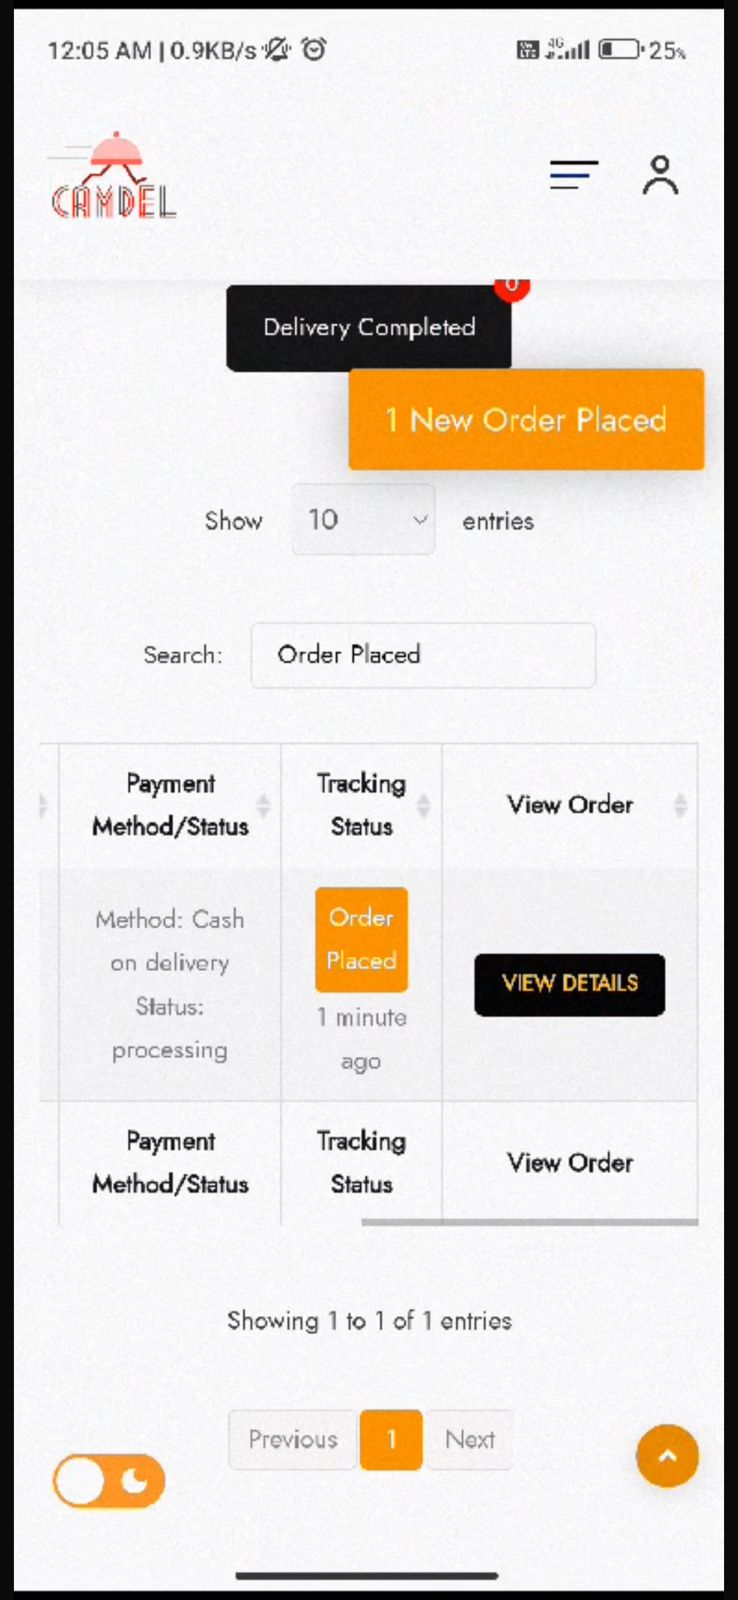 12:05 AM | 0.9KB/s 4G 25%
CAMDEL
0
Delivery Completed
1 New Order Placed
Show 10 entries
Search: Order Placed
Payment Method/Status Tracking Status View Order
Method: Cash on delivery Status: processing Order Placed 1 minute ago VIEW DETAILS
Payment Method/Status Tracking Status View Order
Showing 1 to 1 of 1 entries
Previous 1 Next